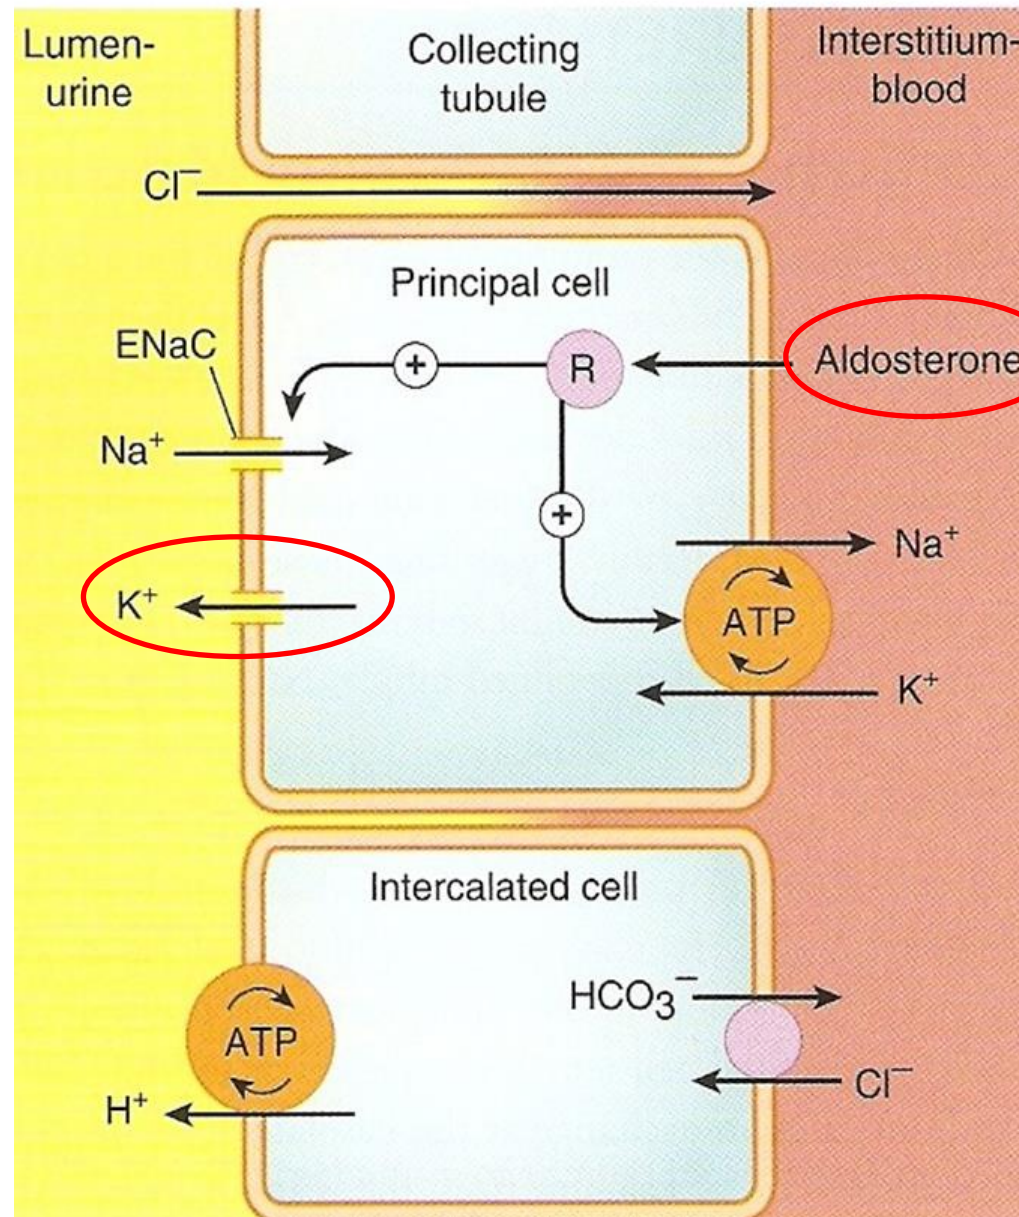 Lumen-
urine
Collecting
tubule
Interstitium-
blood
Cl⁻
Principal cell
ENaC
+
R
Aldosterone
Na⁺
+
Na⁺
K⁺
ATP
K⁺
Intercalated cell
HCO₃⁻
ATP
Cl⁻
H⁺